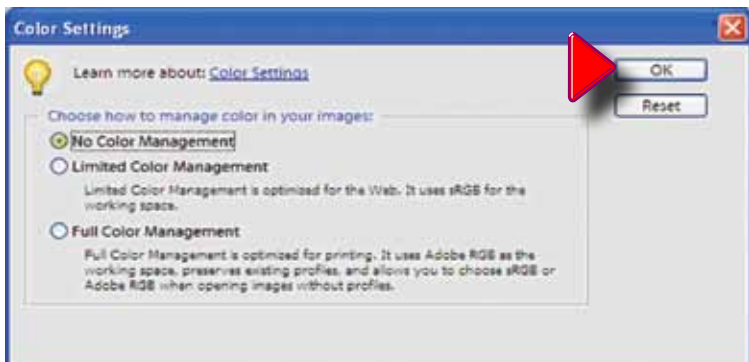 Color Settings
Learn more about: Color Settings
OK
Reset
Choose how to manage color in your images:
No Color Management
Limited Color Management
Limited Color Management is optimized for the Web. It uses sRGB for the
working space.
Full Color Management
Full Color Management is optimized for printing. It uses Adobe RGB as the
working space, preserves existing profiles, and allows you to choose sRGB or
Adobe RGB when opening images without profiles.